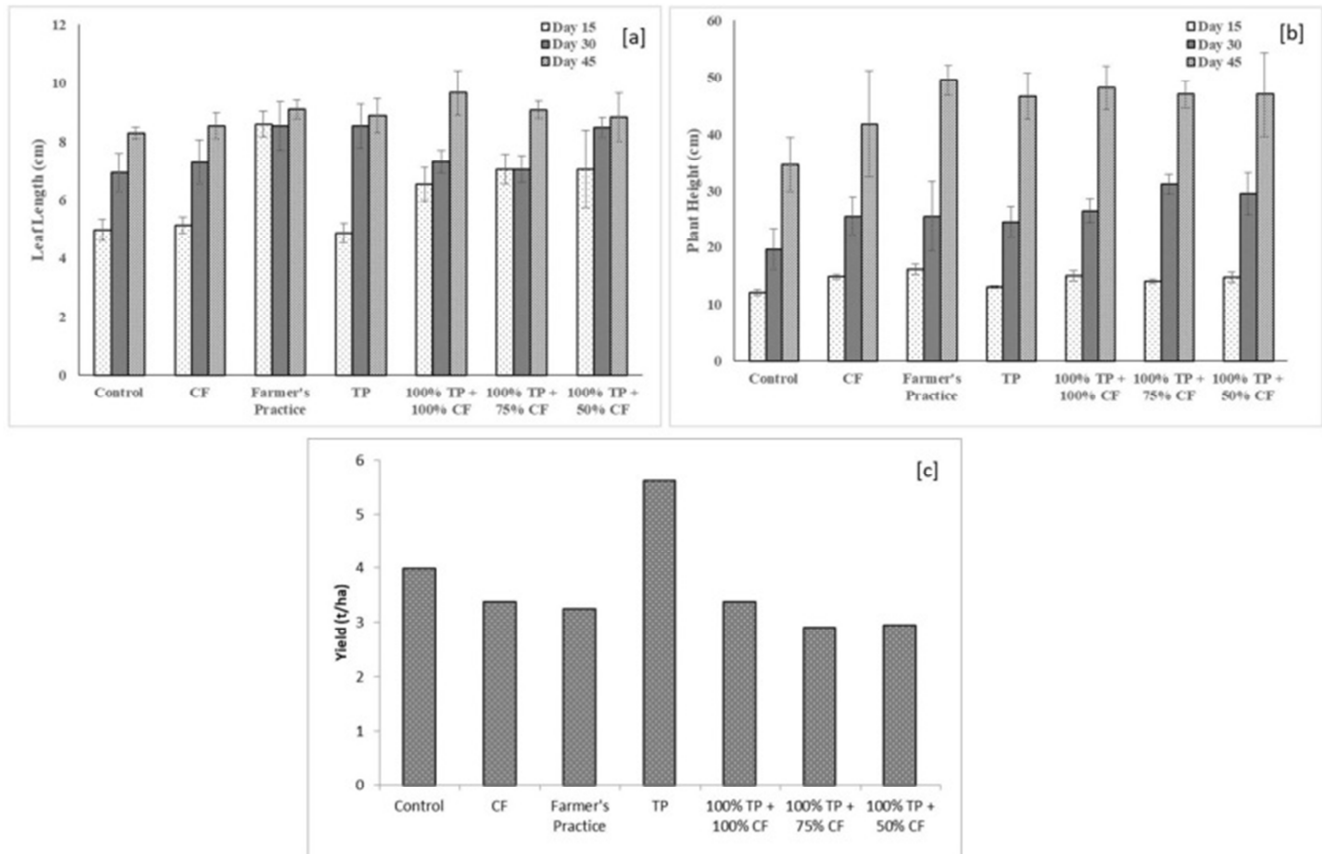 12
10
8
6
4
2
0
Leaf Length (cm)
Day 15
Day 30
Day 45
[a]
Control
CF
Farmer's
Practice
TP
100% TP +
100% CF
100% TP +
75% CF
100% TP +
50% CF
60
50
40
30
20
10
0
Plant Height (cm)
Day 15
Day 30
Day 45
[b]
Control
CF
Farmer's
Practice
TP
100% TP +
100% CF
100% TP +
75% CF
100% TP +
50% CF
6
5
4
3
2
1
0
Yield (t/ha)
[c]
Control
CF
Farmer's
Practice
TP
100% TP +
100% CF
100% TP +
75% CF
100% TP +
50% CF